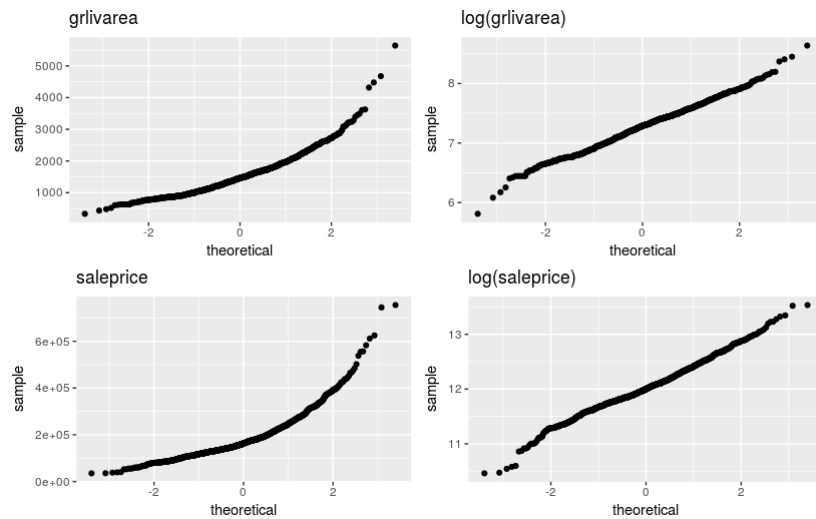 grlivarea
5000
4000
3000
2000
1000
sample
-2 0 2
theoretical
log(grlivarea)
8
7
6
sample
-2 0 2
theoretical
saleprice
6e+05
4e+05
2e+05
0e+00
sample
-2 0 2
theoretical
log(saleprice)
13
12
11
sample
-2 0 2
theoretical